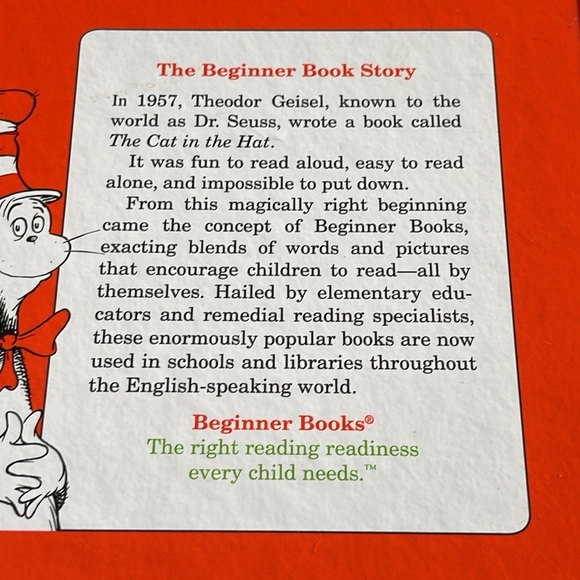 The Beginner Book Story
In 1957, Theodor Geisel, known to the
world as Dr. Seuss, wrote a book called
The Cat in the Hat.
It was fun to read aloud, easy to read
alone, and impossible to put down.
From this magically right beginning
came the concept of Beginner Books,
exacting blends of words and pictures
that encourage children to read—all by
themselves. Hailed by elementary edu-
cators and remedial reading specialists,
these enormously popular books are now
used in schools and libraries throughout
the English-speaking world.
Beginner Books®
The right reading readiness
every child needs.™